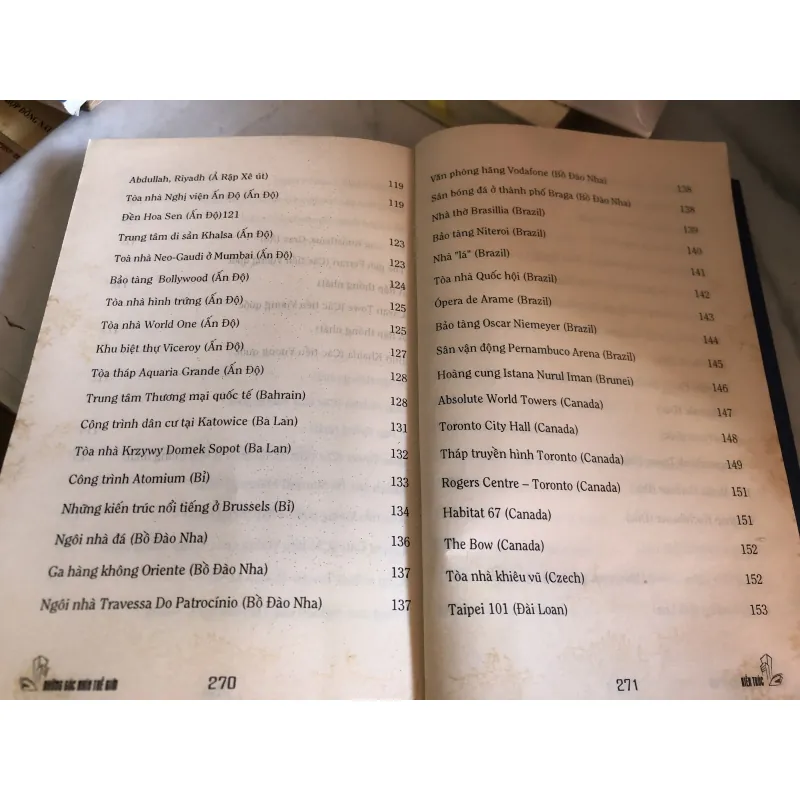 Abdullah, Riyadh (Ả Rập Xê út) 119
Tòa nhà Nghị viện Ấn Độ (Ấn Độ) 119
Đền Hoa Sen (Ấn Độ)121
Trung tâm di sản Khalsa (Ấn Độ) 123
Toà nhà Neo-Gaudi ở Mumbai (Ấn Độ) 123
Bảo tàng Bollywood (Ấn Độ) 124
Tòa nhà hình trứng (Ấn Độ) 125
Tòa nhà World One (Ấn Độ) 125
Khu biệt thự Viceroy (Ấn Độ) 127
Tòa tháp Aquaria Grande (Ấn Độ) 128
Trung tâm Thương mại quốc tế (Bahrain) 128
Công trình dân cư tại Katowice (Ba Lan) 131
Tòa nhà Krzywy Domek Sopot (Ba Lan) 132
Công trình Atomium (Bỉ) 133
Những kiến trúc nổi tiếng ở Brussels (Bỉ) 134
Ngôi nhà đá (Bồ Đào Nha) 136
Ga hàng không Oriente (Bồ Đào Nha) 137
Ngôi nhà Travessa Do Patrocínio (Bồ Đào Nha) 137
NHỮNG GÓC NHÌN THẾ GIỚI 270
Văn phòng hãng Vodafone (Bồ Đào Nha) 138
Sân bóng đá ở thành phố Braga (Bồ Đào Nha) 138
Nhà thờ Brasillia (Brazil) 139
Bảo tàng Niteroi (Brazil) 140
Nhà "lá" (Brazil) 141
Tòa nhà Quốc hội (Brazil) 142
Ópera de Arame (Brazil) 143
Bảo tàng Oscar Niemeyer (Brazil) 144
Sân vận động Pernambuco Arena (Brazil) 145
Hoàng cung Istana Nurul Iman (Brunei) 146
Absolute World Towers (Canada) 147
Toronto City Hall (Canada) 148
Tháp truyền hình Toronto (Canada) 149
Rogers Centre – Toronto (Canada) 151
Habitat 67 (Canada) 151
The Bow (Canada) 152
Tòa nhà khiêu vũ (Czech) 152
Taipei 101 (Đài Loan) 153
271 KIẾN TRÚC